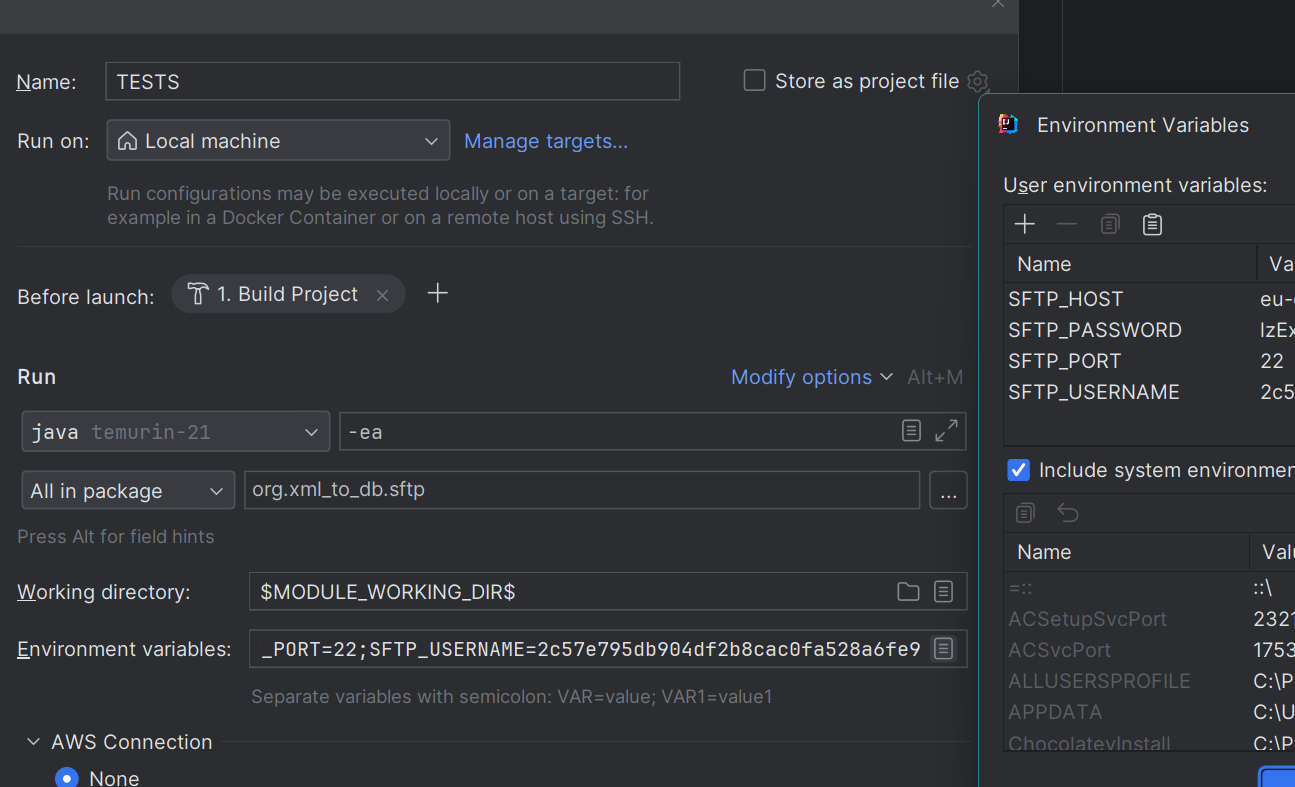 Name: TESTS Store as project file
Run on: Local machine Manage targets...
Run configurations may be executed locally or on a target: for
example in a Docker Container or on a remote host using SSH.
Before launch: 1. Build Project
Run Modify options Alt+M
java temurin-21 -ea
All in package org.xml_to_db.sftp ...
Press Alt for field hints
Working directory: $MODULE_WORKING_DIR$
Environment variables: _PORT=22;SFTP_USERNAME=2c57e795db904df2b8cac0fa528a6fe9
Separate variables with semicolon: VAR=value; VAR1=value1
AWS Connection
None
Environment Variables
User environment variables:
Name Va
SFTP_HOST eu-
SFTP_PASSWORD IzEx
SFTP_PORT 22
SFTP_USERNAME 2c5
Include system environmen
Name Valu
=:: ::\
ACSetupSvcPort 2321
ACSvcPort 1753
ALLUSERSPROFILE C:\P
APPDATA C:\U
ChocolateyInstall C:\P